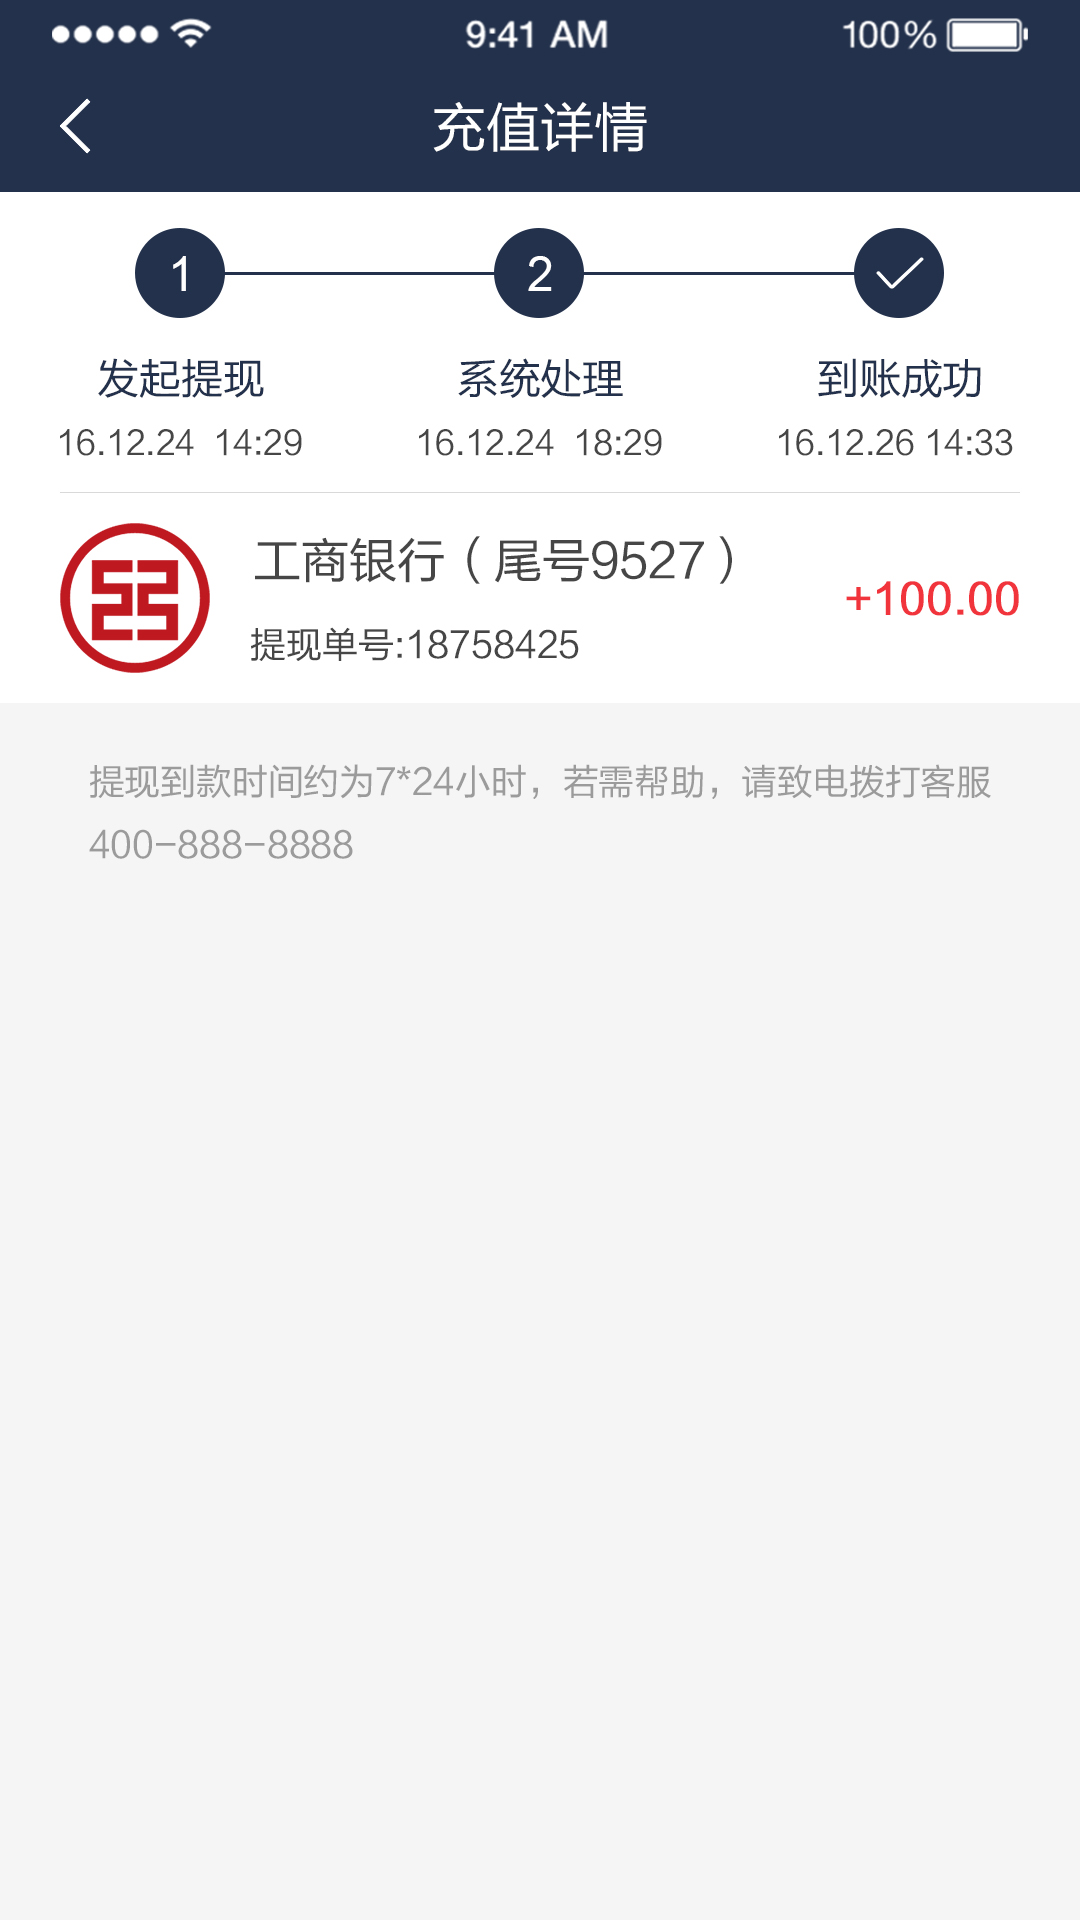 9:41 AM 100%
充值详情
1 2
发起提现 系统处理 到账成功
16.12.24 14:29 16.12.24 18:29 16.12.26 14:33
工商银行（尾号9527）
+100.00
提现单号:18758425
提现到款时间约为7*24小时，若需帮助，请致电拨打客服
400-888-8888